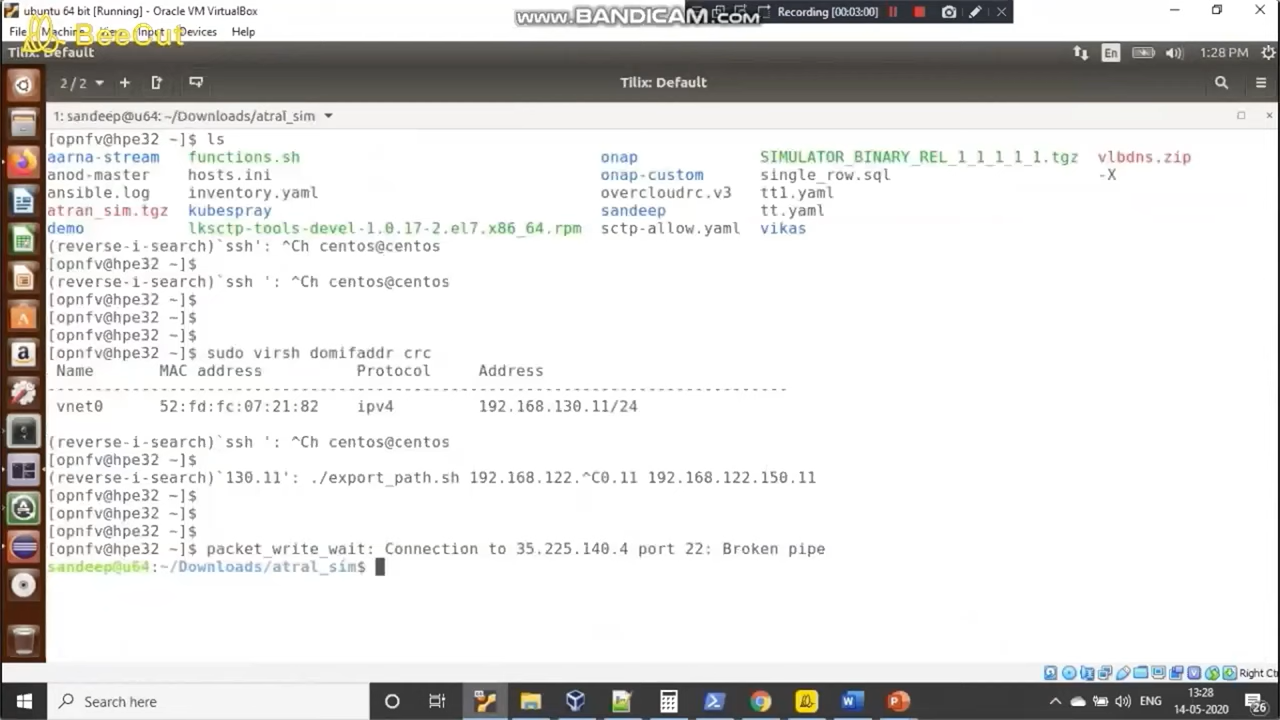 ubuntu 64 bit [Running] - Oracle VM VirtualBox
www.BANDICAM.com
Recording [00:03:00]
File Machine Input Devices Help
BeeCut
Tilix: Default
En
1:28 PM
2/2
Tilix: Default
1: sandeep@u64: ~/Downloads/atral_sim
[opnfv@hpe32 ~]$ ls
aarna-stream functions.sh onap SIMULATOR_BINARY_REL_1_1_1_1_1.tgz vlbdns.zip
anod-master hosts.ini onap-custom single_row.sql -X
ansible.log inventory.yaml overcloudrc.v3 tt1.yaml
atran_sim.tgz kubespray sandeep tt.yaml
demo lksctp-tools-devel-1.0.17-2.el7.x86_64.rpm sctp-allow.yaml vikas
(reverse-i-search)`ssh': ^Ch centos@centos
[opnfv@hpe32 ~]$
(reverse-i-search)`ssh ': ^Ch centos@centos
[opnfv@hpe32 ~]$
[opnfv@hpe32 ~]$
[opnfv@hpe32 ~]$
[opnfv@hpe32 ~]$ sudo virsh domifaddr crc
Name MAC address Protocol Address
-------------------------------------------------------------------------------
vnet0 52:fd:fc:07:21:82 ipv4 192.168.130.11/24
(reverse-i-search)`ssh ': ^Ch centos@centos
[opnfv@hpe32 ~]$
(reverse-i-search)`130.11': ./export_path.sh 192.168.122.^C0.11 192.168.122.150.11
[opnfv@hpe32 ~]$
[opnfv@hpe32 ~]$
[opnfv@hpe32 ~]$
[opnfv@hpe32 ~]$ packet_write_wait: Connection to 35.225.140.4 port 22: Broken pipe
sandeep@u64:~/Downloads/atral_sim$
Right Ctrl
Search here
ENG
13:28
14-05-2020
26